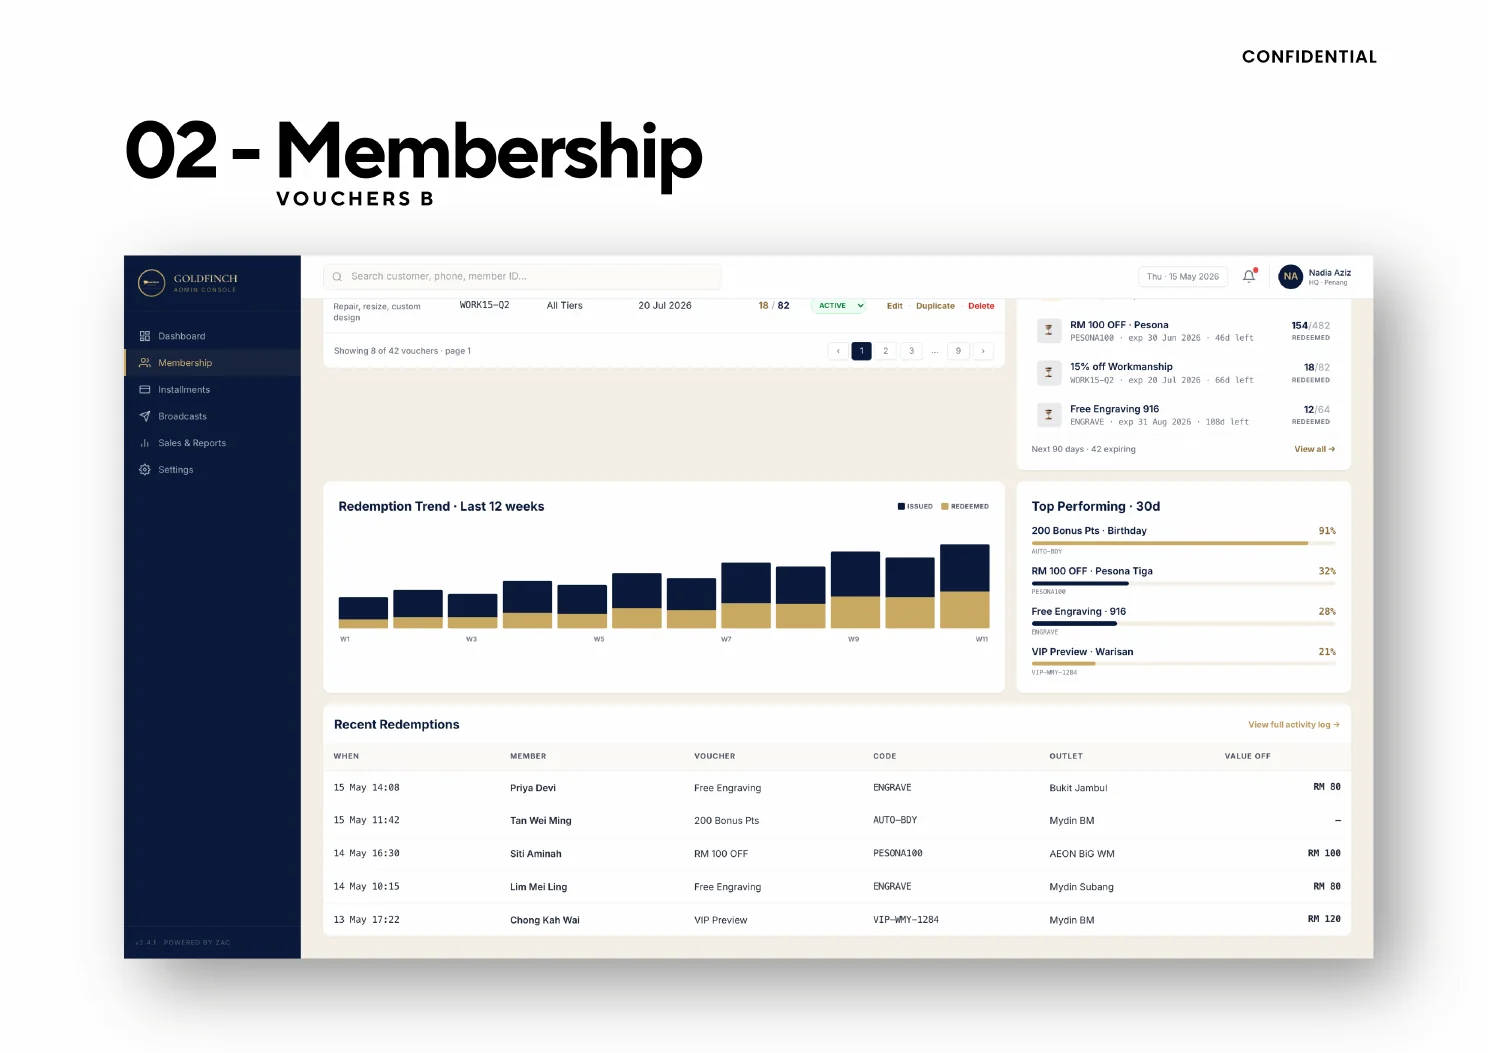 CONFIDENTIAL
02 - Membership
VOUCHERS B
GOLDFINCH
ADMIN CONSOLE
Dashboard
Membership
Installments
Broadcasts
Sales & Reports
Settings
v3.4.1 · POWERED BY ZAC
Search customer, phone, member ID...
Thu · 15 May 2026
NA
Nadia Aziz
HQ · Penang
Repair, resize, custom
design
WORK15-Q2 All Tiers 20 Jul 2026 18 / 82 ACTIVE Edit · Duplicate · Delete
Showing 8 of 42 vouchers · page 1
‹ 1 2 3 ... 9 ›
RM 100 OFF · Pesona 154/482
PESONA100 · exp 30 Jun 2026 · 46d left REDEEMED
15% off Workmanship 18/82
WORK15-Q2 · exp 20 Jul 2026 · 66d left REDEEMED
Free Engraving 916 12/64
ENGRAVE · exp 31 Aug 2026 · 108d left REDEEMED
Next 90 days · 42 expiring View all →
Redemption Trend · Last 12 weeks
ISSUED REDEEMED
W1 W3 W5 W7 W9 W11
Top Performing · 30d
200 Bonus Pts · Birthday 91%
AUTO-BDY
RM 100 OFF · Pesona Tiga 32%
PESONA100
Free Engraving · 916 28%
ENGRAVE
VIP Preview · Warisan 21%
VIP-WMY-1284
Recent Redemptions View full activity log →
WHEN MEMBER VOUCHER CODE OUTLET VALUE OFF
15 May 14:08 Priya Devi Free Engraving ENGRAVE Bukit Jambul RM 80
15 May 11:42 Tan Wei Ming 200 Bonus Pts AUTO-BDY Mydin BM —
14 May 16:30 Siti Aminah RM 100 OFF PESONA100 AEON BiG WM RM 100
14 May 10:15 Lim Mei Ling Free Engraving ENGRAVE Mydin Subang RM 80
13 May 17:22 Chong Kah Wai VIP Preview VIP-WMY-1284 Mydin BM RM 120